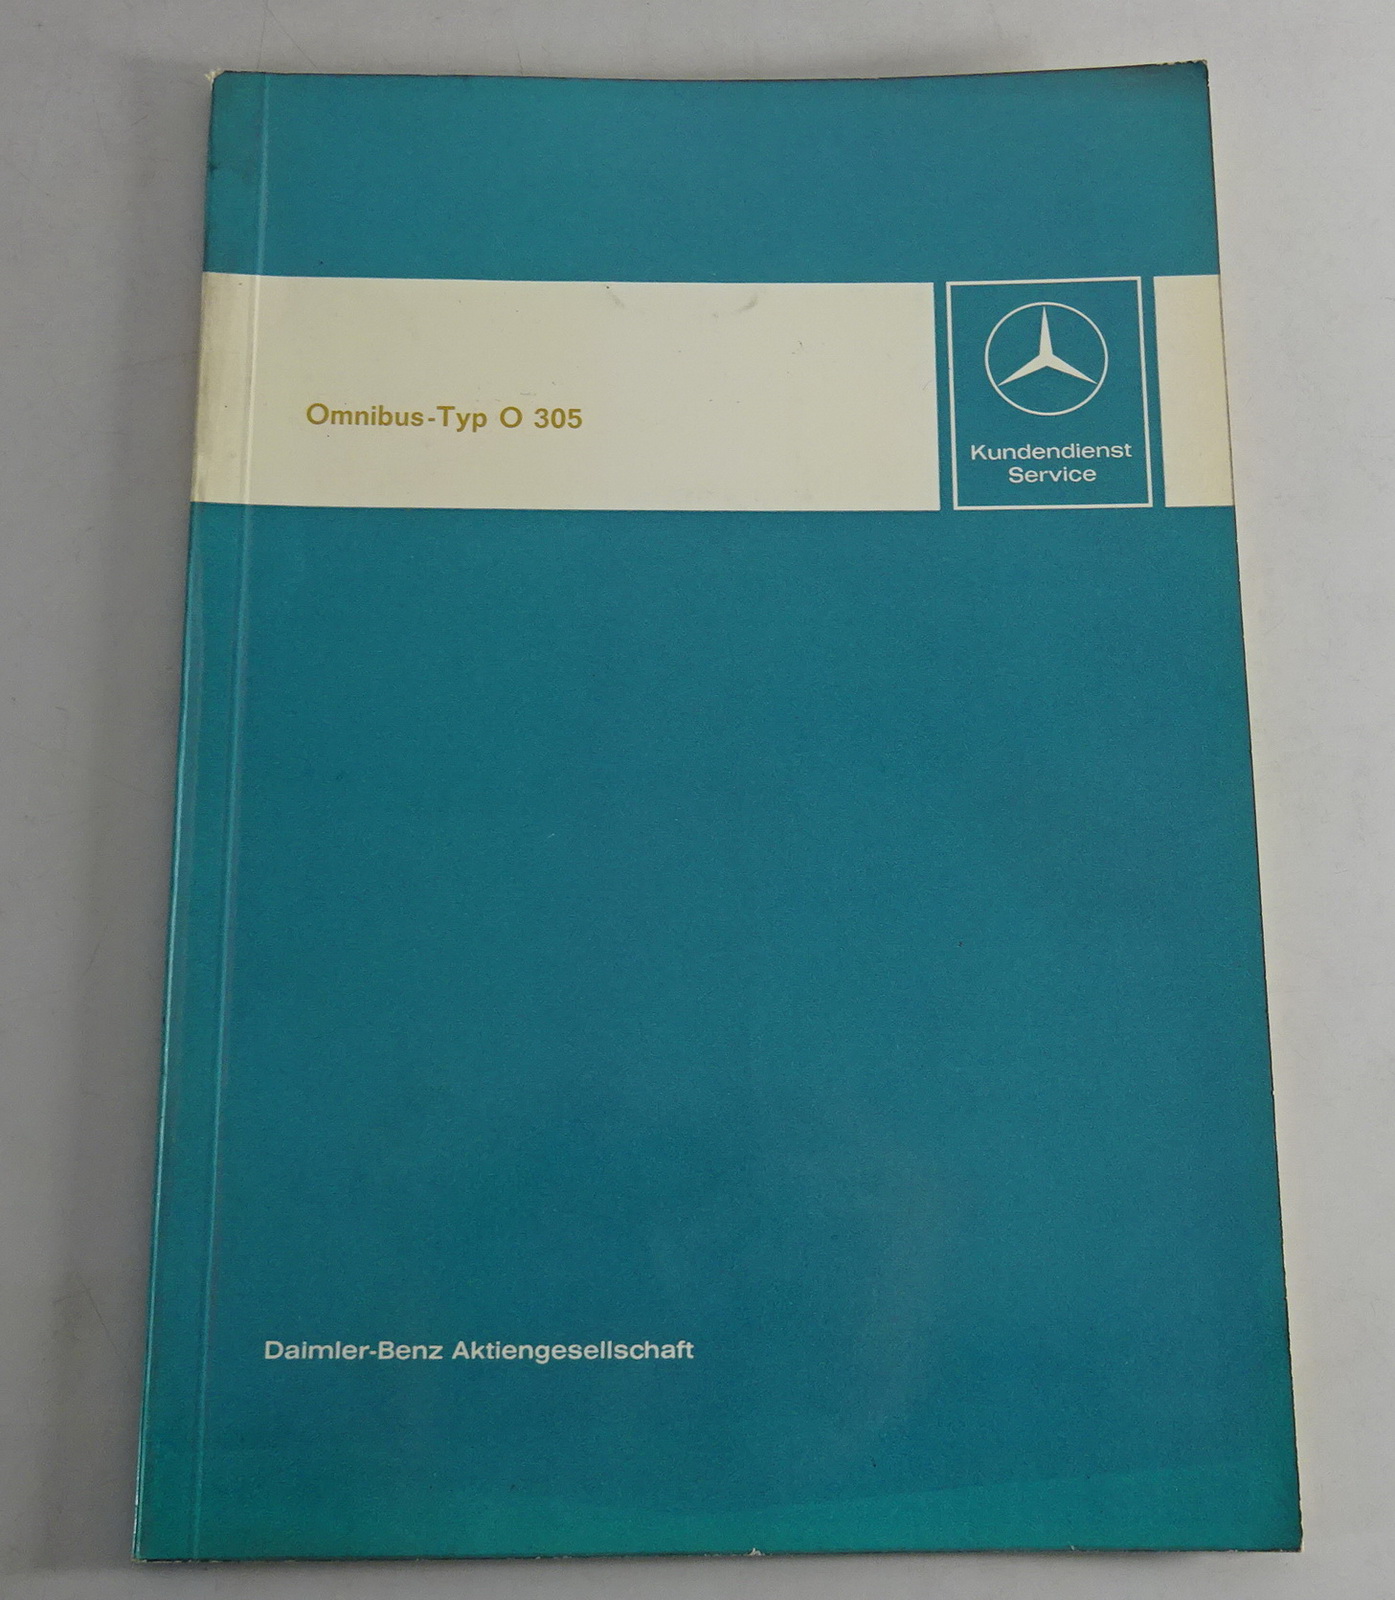 Omnibus-Typ O 305
Kundendienst
Service
Daimler-Benz Aktiengesellschaft